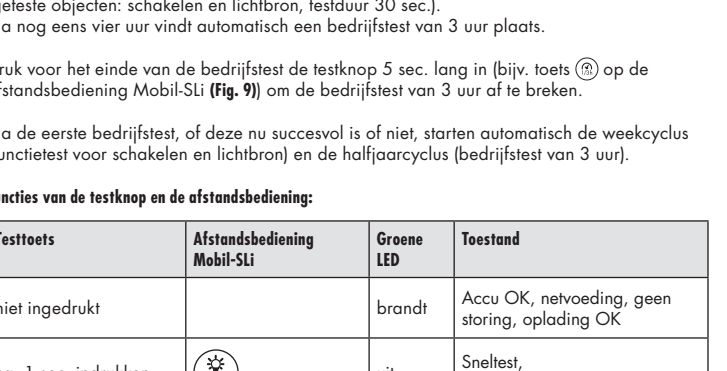 geteste objecten: schakelen en lichtbron, testduur 30 sec.).
a nog eens vier uur vindt automatisch een bedrijfstest van 3 uur plaats.
ruk voor het einde van de bedrijfstest de testknop 5 sec. lang in (bijv. toets op de
fstandsbediening Mobil-SLi (Fig. 9)) om de bedrijfstest van 3 uur af te breken.
a de eerste bedrijfstest, of deze nu succesvol is of niet, starten automatisch de weekcyclus
unctietest voor schakelen en lichtbron) en de halfjaarcyclus (bedrijfstest van 3 uur).
ncties van de testknop en de afstandsbediening:
Testtoets Afstandsbediening Mobil-SLi Groene LED Toestand
niet ingedrukt brandt Accu OK, netvoeding, geen
storing, oplading OK
Sneltest,